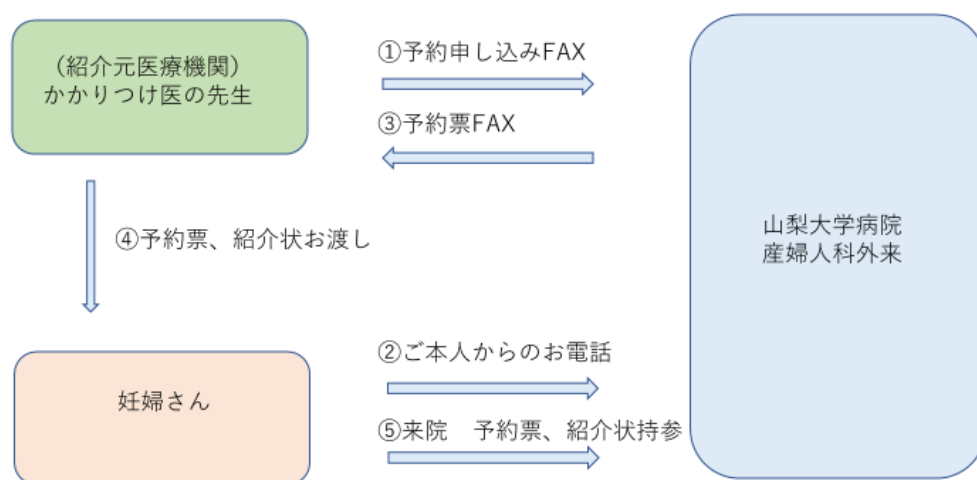 (紹介元医療機関)
かかりつけ医の先生
①予約申し込みFAX
③予約票FAX
④予約票、紹介状お渡し
山梨大学病院
産婦人科外来
②ご本人からのお電話
妊婦さん
⑤来院　予約票、紹介状持参